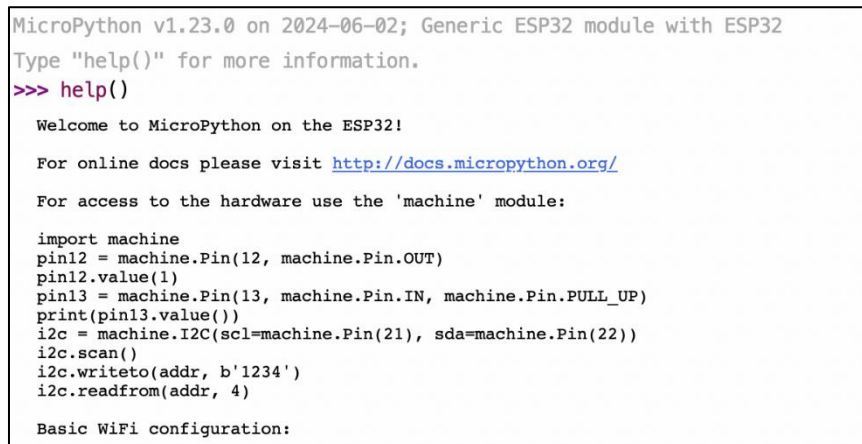 MicroPython v1.23.0 on 2024-06-02; Generic ESP32 module with ESP32
Type "help()" for more information.
>>> help()
Welcome to MicroPython on the ESP32!
For online docs please visit http://docs.micropython.org/
For access to the hardware use the 'machine' module:
import machine
pin12 = machine.Pin(12, machine.Pin.OUT)
pin12.value(1)
pin13 = machine.Pin(13, machine.Pin.IN, machine.Pin.PULL_UP)
print(pin13.value())
i2c = machine.I2C(scl=machine.Pin(21), sda=machine.Pin(22))
i2c.scan()
i2c.writeto(addr, b'1234')
i2c.readfrom(addr, 4)
Basic WiFi configuration: